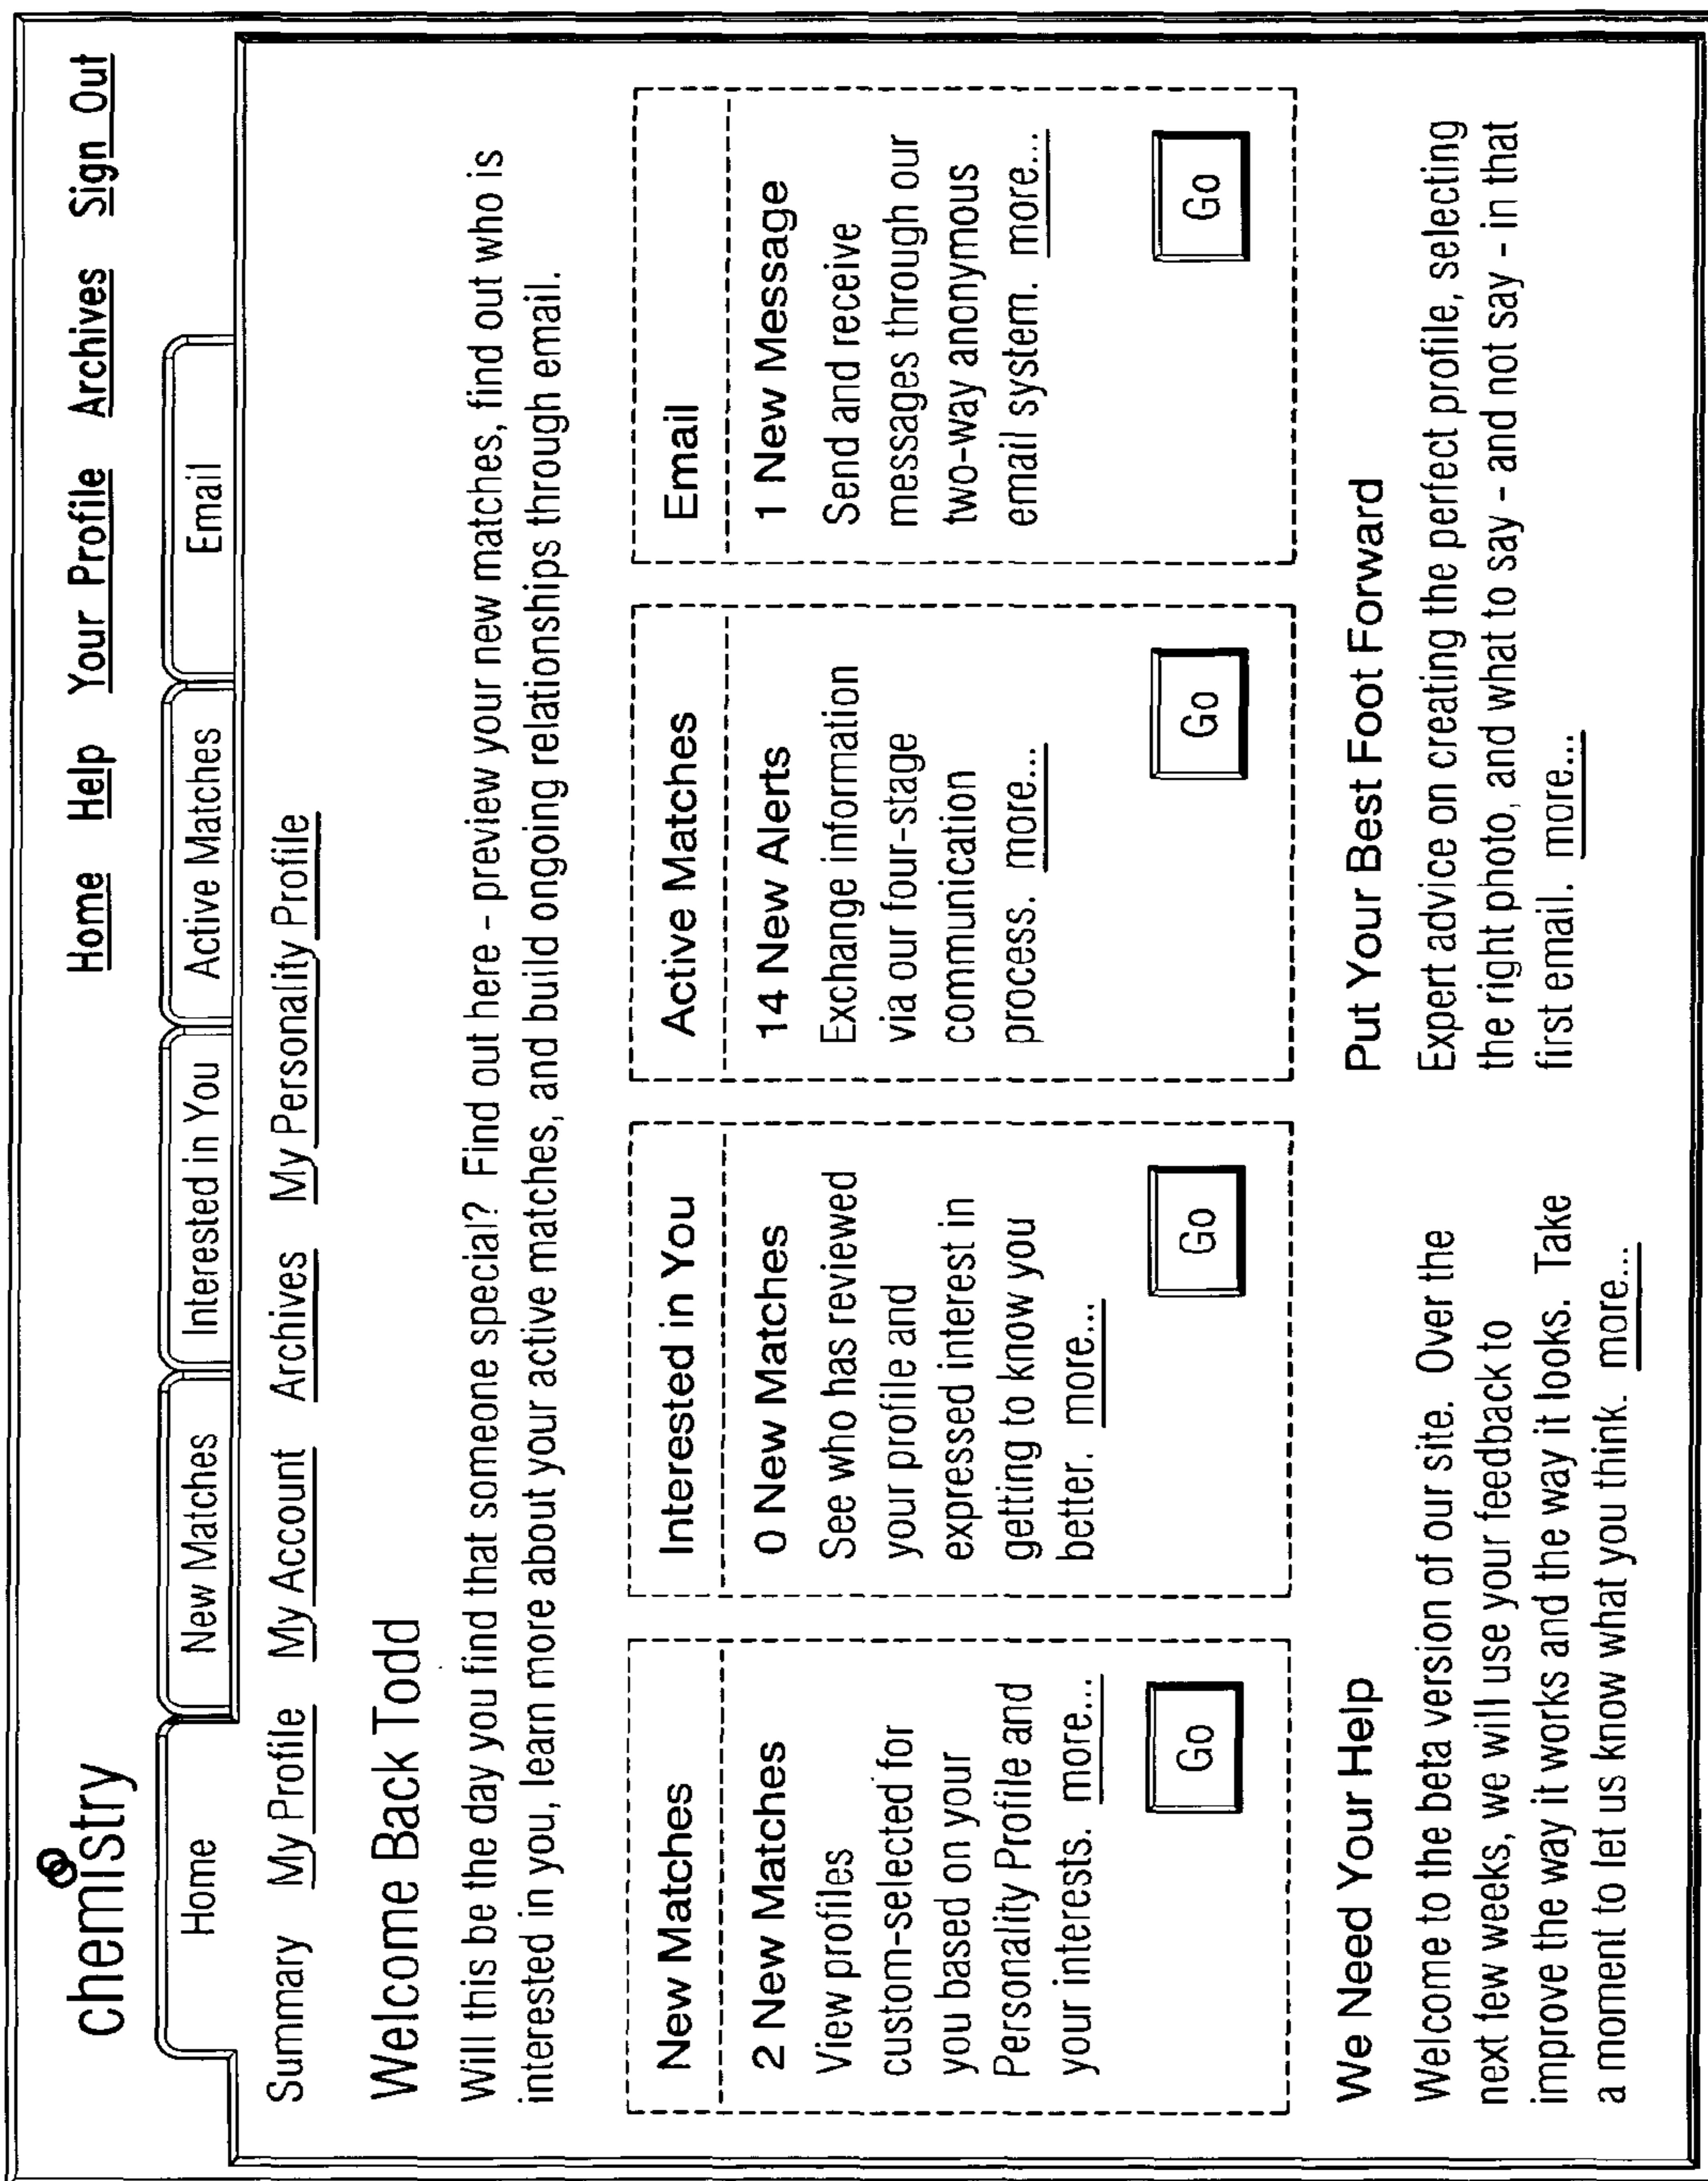 chemistry
Home Help Your Profile Archives Sign Out
Home New Matches Interested in You Active Matches Email
Summary My Profile My Account Archives My Personality Profile
Welcome Back Todd
Will this be the day you find that someone special? Find out here - preview your new matches, find out who is
interested in you, learn more about your active matches, and build ongoing relationships through email.
New Matches
2 New Matches
View profiles
custom-selected for
you based on your
Personality Profile and
your interests. more...
Go
Interested in You
0 New Matches
See who has reviewed
your profile and
expressed interest in
getting to know you
better. more...
Go
Active Matches
14 New Alerts
Exchange information
via our four-stage
communication
process. more...
Go
Email
1 New Message
Send and receive
messages through our
two-way anonymous
email system. more...
Go
We Need Your Help
Welcome to the beta version of our site. Over the
next few weeks, we will use your feedback to
improve the way it works and the way it looks. Take
a moment to let us know what you think. more...
Put Your Best Foot Forward
Expert advice on creating the perfect profile, selecting
the right photo, and what to say - and not say - in that
first email. more...